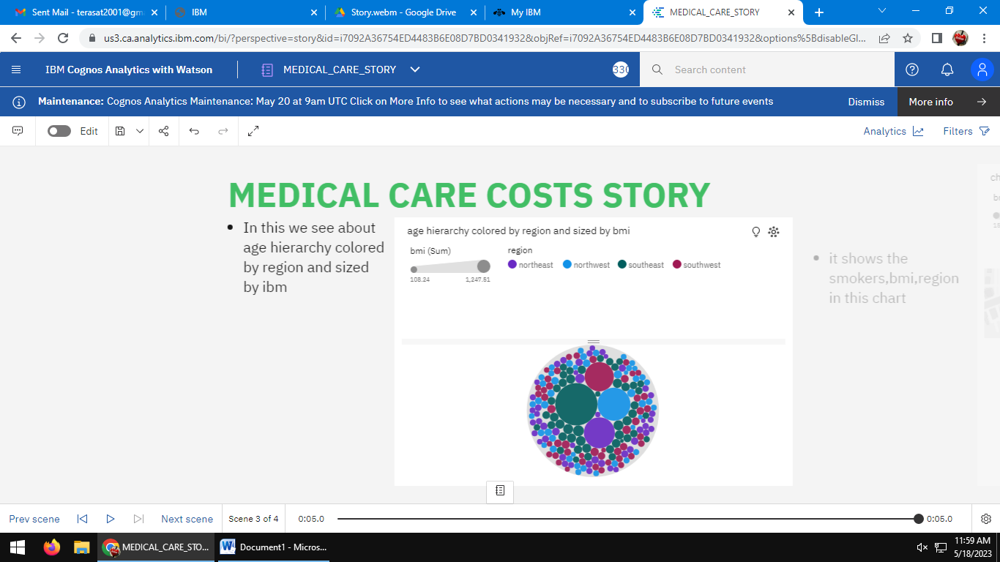 Sent Mail - terasat2001@gm
IBM
Story.webm - Google Drive
My IBM
MEDICAL_CARE_STORY
us3.ca.analytics.ibm.com/bi/?perspective=story&id=i7092A36754ED4483B6E08D7BD0341932&objRef=i7092A36754ED4483B6E08D7BD0341932&options%5BdisableGl...
IBM Cognos Analytics with Watson
MEDICAL_CARE_STORY
330
Search content
Maintenance: Cognos Analytics Maintenance: May 20 at 9am UTC Click on More Info to see what actions may be necessary and to subscribe to future events
Dismiss
More info
Edit
Analytics
Filters
MEDICAL CARE COSTS STORY
In this we see about
age hierarchy colored
by region and sized
by ibm
age hierarchy colored by region and sized by bmi
bmi (Sum)
108.24
1,247.51
region
northeast
northwest
southeast
southwest
it shows the
smokers,bmi,region
in this chart
Prev scene
Next scene
Scene 3 of 4
0:05.0
0:05.0
MEDICAL_CARE_STO...
Document1 - Micros...
11:59 AM
5/18/2023